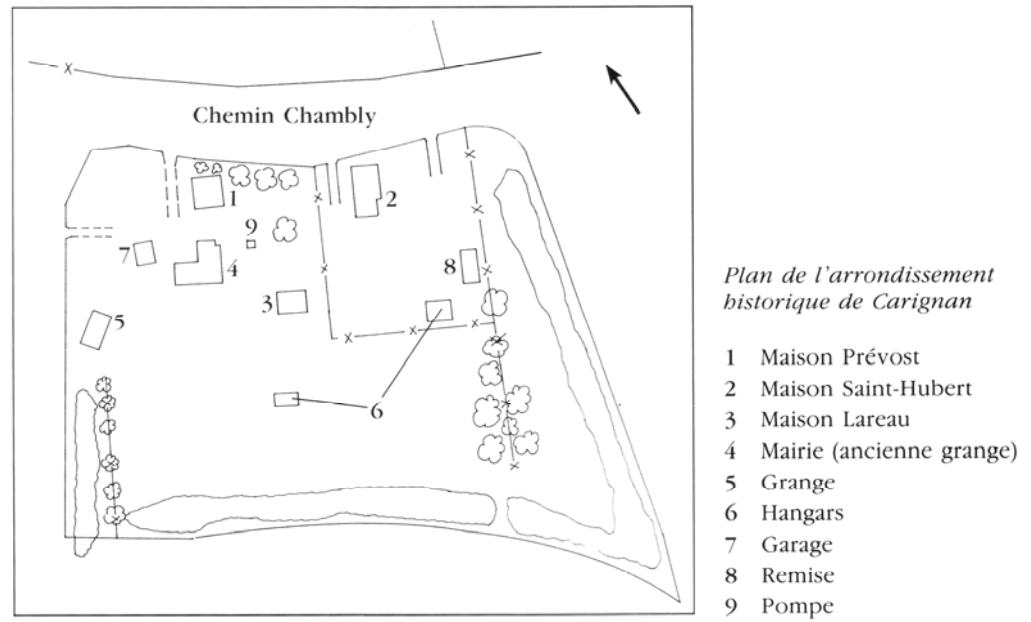 Chemin Chambly
1
2
9
7
4
8
3
5
6
Plan de l'arrondissement
historique de Carignan
1 Maison Prévost
2 Maison Saint-Hubert
3 Maison Lareau
4 Mairie (ancienne grange)
5 Grange
6 Hangars
7 Garage
8 Remise
9 Pompe